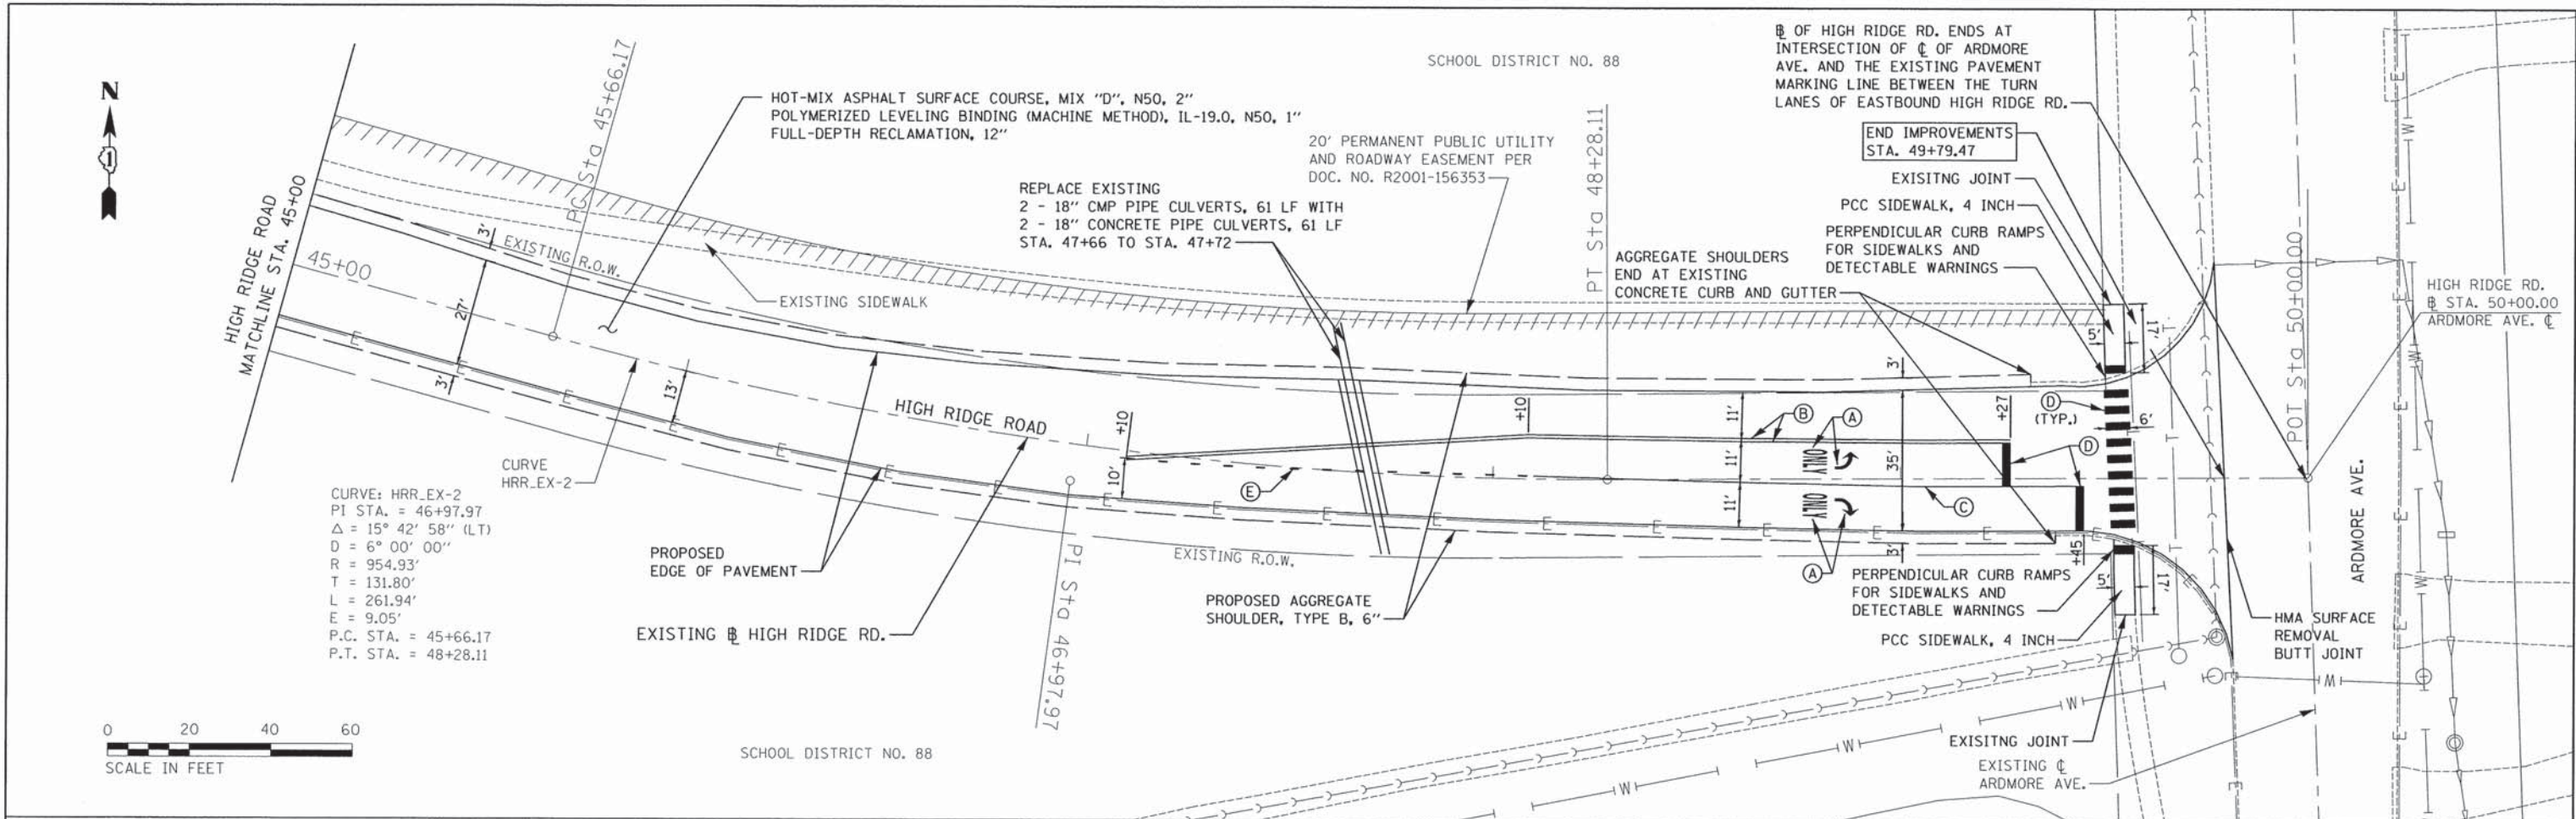 N
SCHOOL DISTRICT NO. 88
HOT-MIX ASPHALT SURFACE COURSE, MIX "D", N50, 2"
POLYMERIZED LEVELING BINDING (MACHINE METHOD), IL-19.0, N50, 1"
FULL-DEPTH RECLAMATION, 12"
PC Sta 45+66.17
HIGH RIDGE ROAD
MATCHLINE STA. 45+00
45+00
3'
EXISTING R.O.W.
27'
3'
13'
EXISTING SIDEWALK
REPLACE EXISTING
2 - 18" CMP PIPE CULVERTS, 61 LF WITH
2 - 18" CONCRETE PIPE CULVERTS, 61 LF
STA. 47+66 TO STA. 47+72
20' PERMANENT PUBLIC UTILITY
AND ROADWAY EASEMENT PER
DOC. NO. R2001-156353
PT Sta 48+28.11
AGGREGATE SHOULDERS
END AT EXISTING
CONCRETE CURB AND GUTTER
℔ OF HIGH RIDGE RD. ENDS AT
INTERSECTION OF ℄ OF ARDMORE
AVE. AND THE EXISTING PAVEMENT
MARKING LINE BETWEEN THE TURN
LANES OF EASTBOUND HIGH RIDGE RD.
END IMPROVEMENTS
STA. 49+79.47
EXISITNG JOINT
PCC SIDEWALK, 4 INCH
PERPENDICULAR CURB RAMPS
FOR SIDEWALKS AND
DETECTABLE WARNINGS
5'
17'
POT Sta 50+00.00
HIGH RIDGE RD.
℔ STA. 50+00.00
ARDMORE AVE. ℄
HIGH RIDGE ROAD
+10
10'
+10
11'
11'
11'
3'
35'
3'
+27
+45
B
A
ONLY
ONLY
A
C
D
(TYP.)
6'
D
E
CURVE
HRR_EX-2
CURVE: HRR_EX-2
PI STA. = 46+97.97
Δ = 15° 42' 58" (LT)
D = 6° 00' 00"
R = 954.93'
T = 131.80'
L = 261.94'
E = 9.05'
P.C. STA. = 45+66.17
P.T. STA. = 48+28.11
PROPOSED
EDGE OF PAVEMENT
EXISTING ℔ HIGH RIDGE RD.
PI Sta 46+97.97
EXISTING R.O.W.
PROPOSED AGGREGATE
SHOULDER, TYPE B, 6"
PERPENDICULAR CURB RAMPS
FOR SIDEWALKS AND
DETECTABLE WARNINGS
PCC SIDEWALK, 4 INCH
5'
17'
EXISITNG JOINT
EXISTING ℄
ARDMORE AVE.
HMA SURFACE
REMOVAL
BUTT JOINT
ARDMORE AVE.
0 20 40 60
SCALE IN FEET
SCHOOL DISTRICT NO. 88